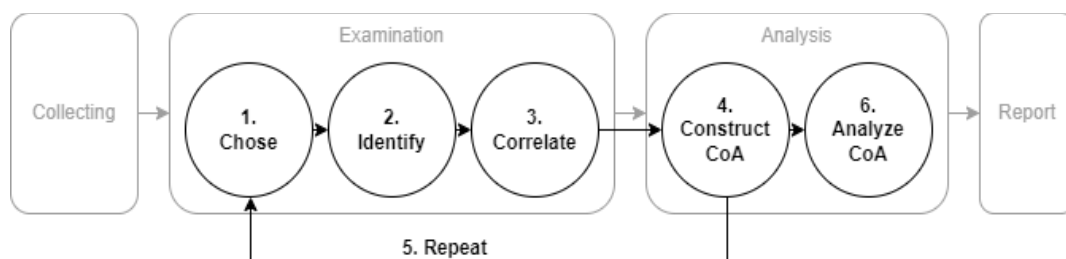 Examination
Analysis
Collecting
1.
Chose
2.
Identify
3.
Correlate
4.
Construct
CoA
6.
Analyze
CoA
Report
5. Repeat